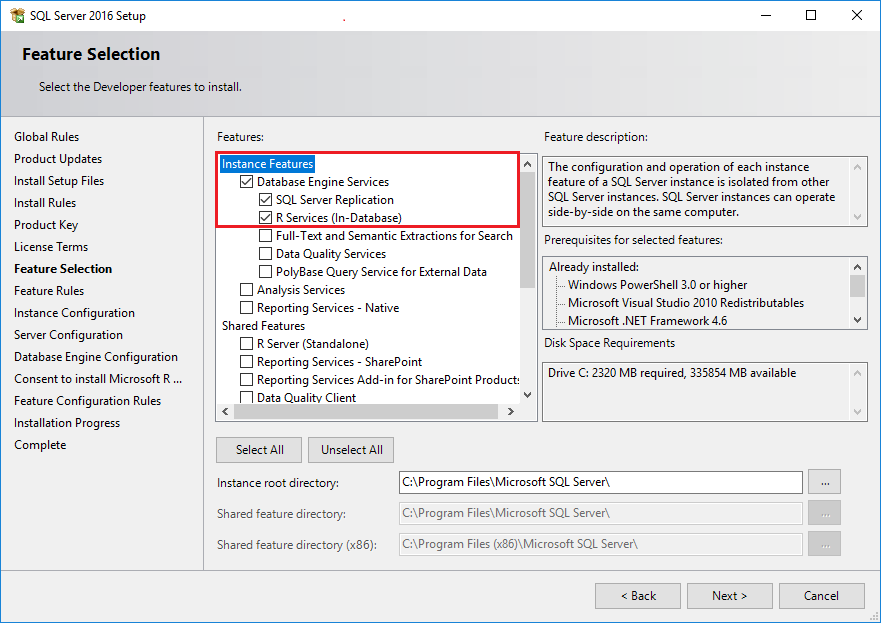 SQL Server 2016 Setup
Feature Selection
Select the Developer features to install.
Global Rules
Product Updates
Install Setup Files
Install Rules
Product Key
License Terms
Feature Selection
Feature Rules
Instance Configuration
Server Configuration
Database Engine Configuration
Consent to install Microsoft R ...
Feature Configuration Rules
Installation Progress
Complete
Features:
Instance Features
Database Engine Services
SQL Server Replication
R Services (In-Database)
Full-Text and Semantic Extractions for Search
Data Quality Services
PolyBase Query Service for External Data
Analysis Services
Reporting Services - Native
Shared Features
R Server (Standalone)
Reporting Services - SharePoint
Reporting Services Add-in for SharePoint Products
Data Quality Client
Feature description:
The configuration and operation of each instance
feature of a SQL Server instance is isolated from other
SQL Server instances. SQL Server instances can operate
side-by-side on the same computer.
Prerequisites for selected features:
Already installed:
Windows PowerShell 3.0 or higher
Microsoft Visual Studio 2010 Redistributables
Microsoft .NET Framework 4.6
Disk Space Requirements
Drive C: 2320 MB required, 335854 MB available
Select All
Unselect All
Instance root directory:
C:\Program Files\Microsoft SQL Server\
...
Shared feature directory:
C:\Program Files\Microsoft SQL Server\
...
Shared feature directory (x86):
C:\Program Files (x86)\Microsoft SQL Server\
...
< Back
Next >
Cancel